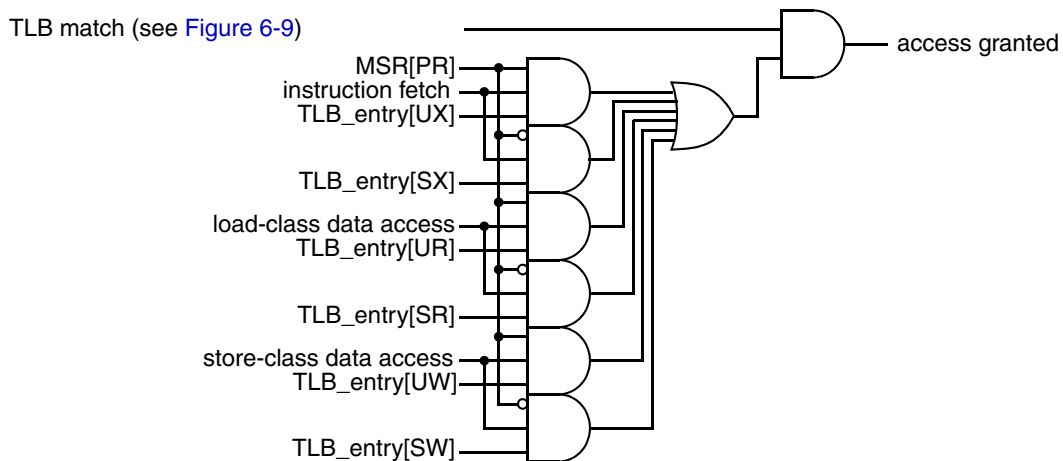 TLB match (see Figure 6-9)
access granted
MSR[PR]
instruction fetch
TLB_entry[UX]
TLB_entry[SX]
load-class data access
TLB_entry[UR]
TLB_entry[SR]
store-class data access
TLB_entry[UW]
TLB_entry[SW]